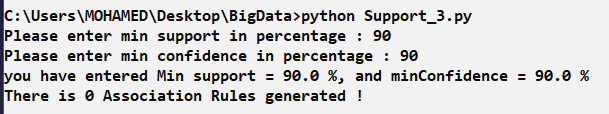 C:\Users\MOHAMED\Desktop\BigData>python Support_3.py
Please enter min support in percentage : 90
Please enter min confidence in percentage : 90
you have entered Min support = 90.0 %, and minConfidence = 90.0 %
There is 0 Association Rules generated !